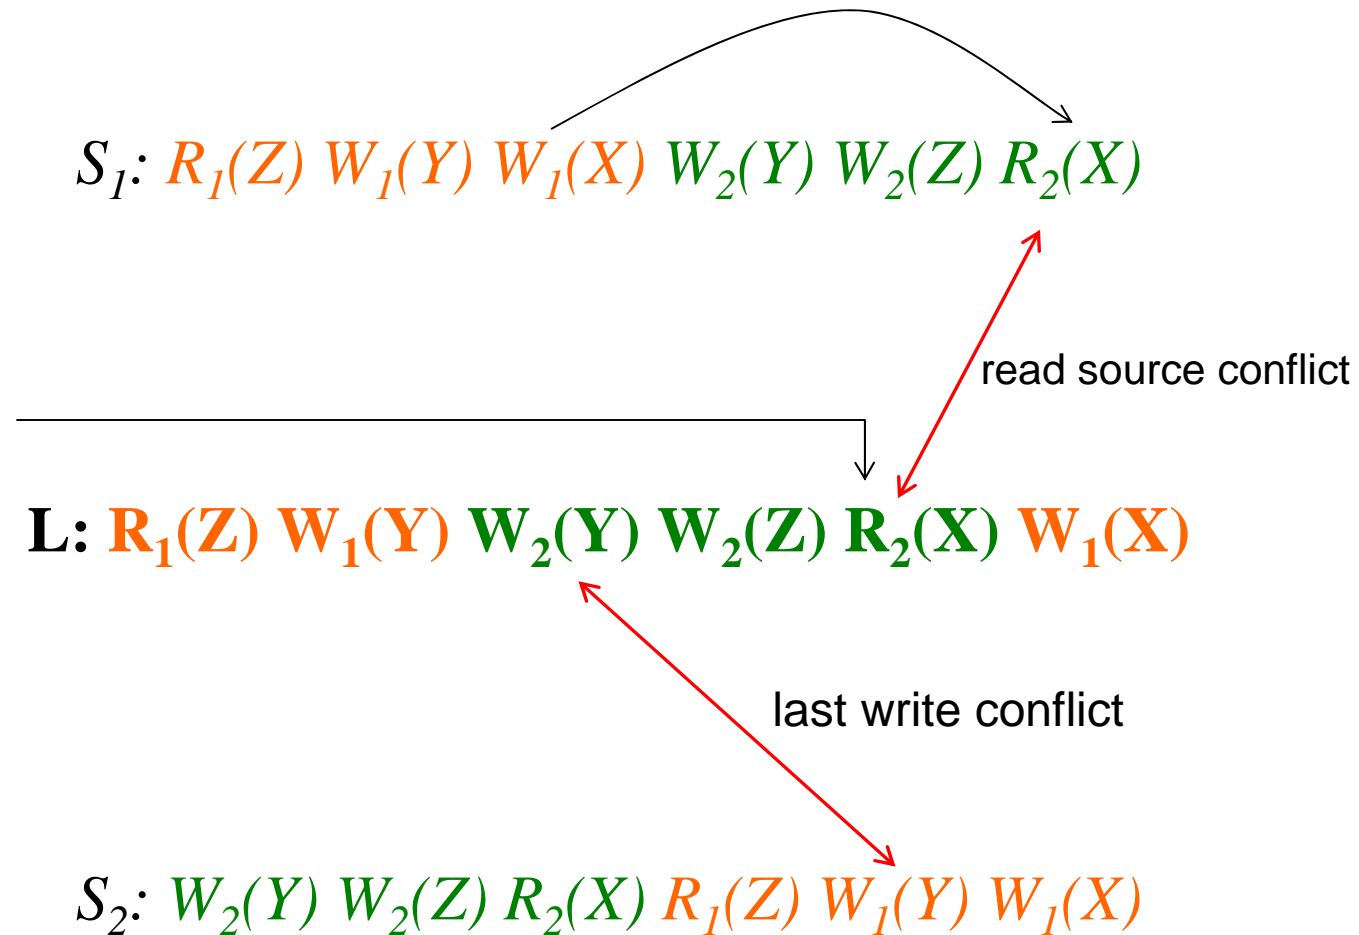 S₁: R₁(Z) W₁(Y) W₁(X) W₂(Y) W₂(Z) R₂(X)
read source conflict
L: R₁(Z) W₁(Y) W₂(Y) W₂(Z) R₂(X) W₁(X)
last write conflict
S₂: W₂(Y) W₂(Z) R₂(X) R₁(Z) W₁(Y) W₁(X)